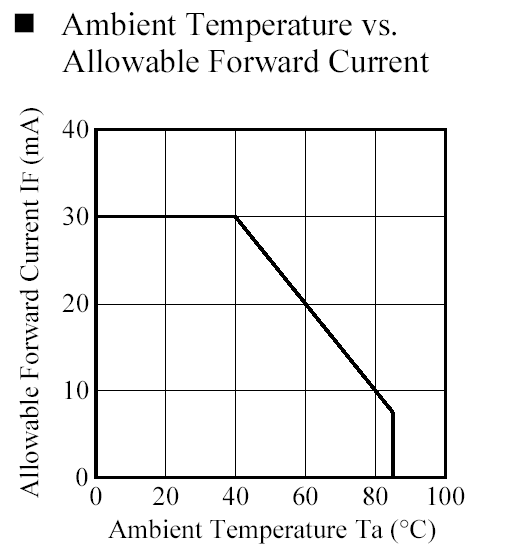 ■ Ambient Temperature vs.
Allowable Forward Current
Allowable Forward Current IF (mA)
40
30
20
10
0
0 20 40 60 80 100
Ambient Temperature Ta (°C)